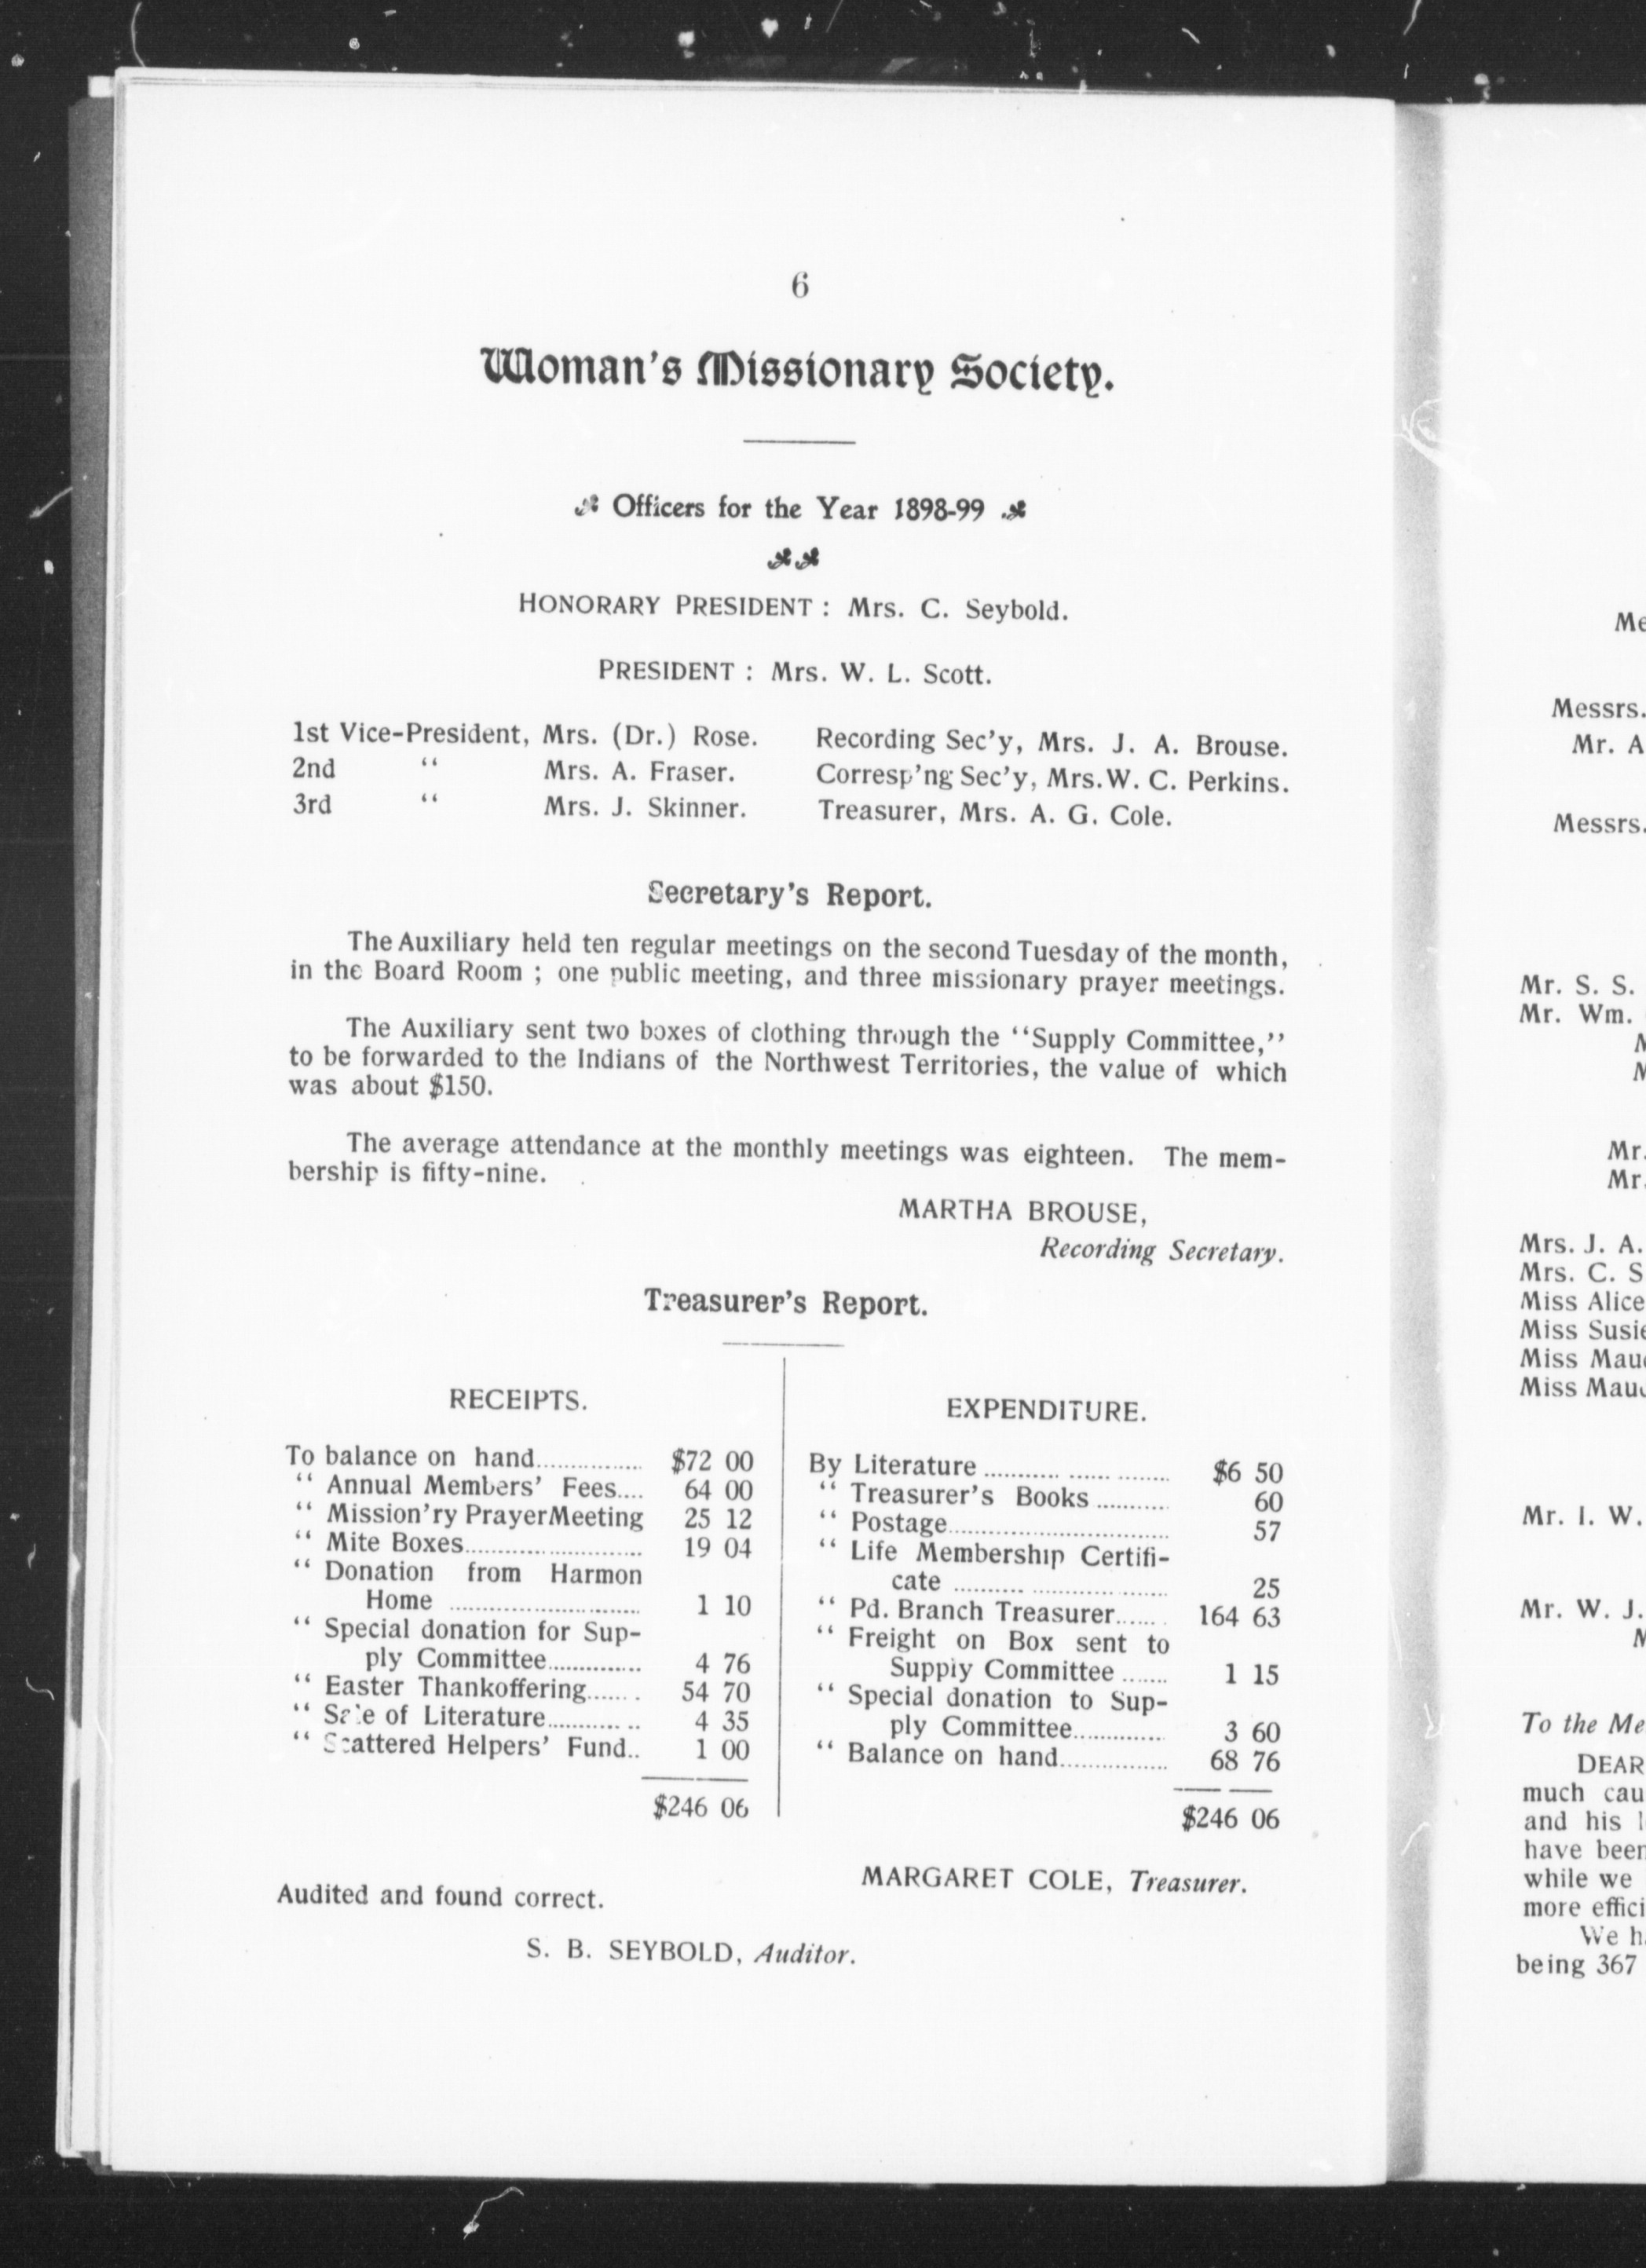 6
Woman's Missionary Society.
Officers for the Year 1898-99
HONORARY PRESIDENT : Mrs. C. Seybold.
PRESIDENT : Mrs. W. L. Scott.
1st Vice-President, Mrs. (Dr.) Rose. Recording Sec'y, Mrs. J. A. Brouse.
2nd “ Mrs. A. Fraser. Corresp'ng Sec'y, Mrs. W. C. Perkins.
3rd “ Mrs. J. Skinner. Treasurer, Mrs. A. G. Cole.
Secretary's Report.
The Auxiliary held ten regular meetings on the second Tuesday of the month,
in the Board Room ; one public meeting, and three missionary prayer meetings.
The Auxiliary sent two boxes of clothing through the “Supply Committee,”
to be forwarded to the Indians of the Northwest Territories, the value of which
was about $150.
The average attendance at the monthly meetings was eighteen. The mem-
bership is fifty-nine.
MARTHA BROUSE,
Recording Secretary.
Treasurer's Report.
RECEIPTS.
To balance on hand............... $72 00
“ Annual Members' Fees.... 64 00
“ Mission'ry Prayer Meeting 25 12
“ Mite Boxes......................... 19 04
“ Donation from Harmon
Home ........................... 1 10
“ Special donation for Sup-
ply Committee............. 4 76
“ Easter Thankoffering....... 54 70
“ Sale of Literature............. 4 35
“ Scattered Helpers' Fund.. 1 00
$246 06
EXPENDITURE.
By Literature ......................... $6 50
“ Treasurer's Books .......... 60
“ Postage............................... 57
“ Life Membership Certifi-
cate ............................. 25
“ Pd. Branch Treasurer....... 164 63
“ Freight on Box sent to
Supply Committee ....... 1 15
“ Special donation to Sup-
ply Committee............. 3 60
“ Balance on hand................ 68 76
$246 06
MARGARET COLE, Treasurer.
Audited and found correct.
S. B. SEYBOLD, Auditor.
Messrs.
Mr. A
Messrs.
Mr. S. S.
Mr. Wm.
Mr.
Mr.
Mrs. J. A.
Mrs. C. S
Miss Alice
Miss Susie
Miss
Miss
Mr. I. W.
Mr. W. J.
To the Me
DEAR
much cau
and his
have been
while we
more effici
We
being 367